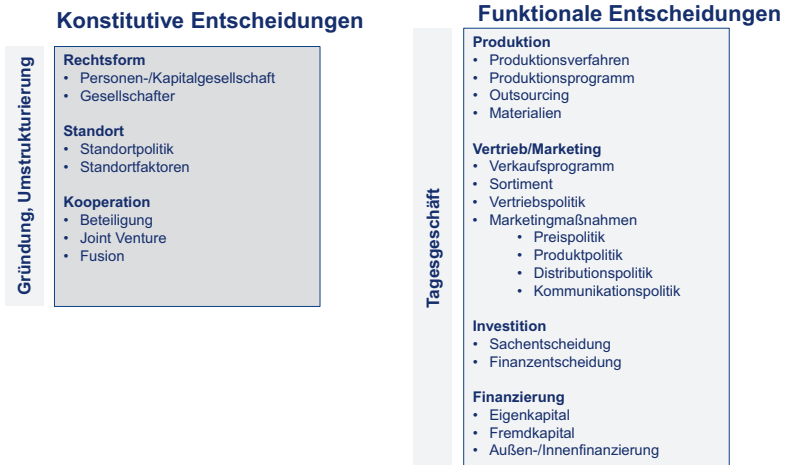 Konstitutive Entscheidungen
Gründung, Umstrukturierung
Rechtsform
• Personen-/Kapitalgesellschaft
• Gesellschafter
Standort
• Standortpolitik
• Standortfaktoren
Kooperation
• Beteiligung
• Joint Venture
• Fusion
Funktionale Entscheidungen
Tagesgeschäft
Produktion
• Produktionsverfahren
• Produktionsprogramm
• Outsourcing
• Materialien
Vertrieb/Marketing
• Verkaufsprogramm
• Sortiment
• Vertriebspolitik
• Marketingmaßnahmen
• Preispolitik
• Produktpolitik
• Distributionspolitik
• Kommunikationspolitik
Investition
• Sachentscheidung
• Finanzentscheidung
Finanzierung
• Eigenkapital
• Fremdkapital
• Außen-/Innenfinanzierung